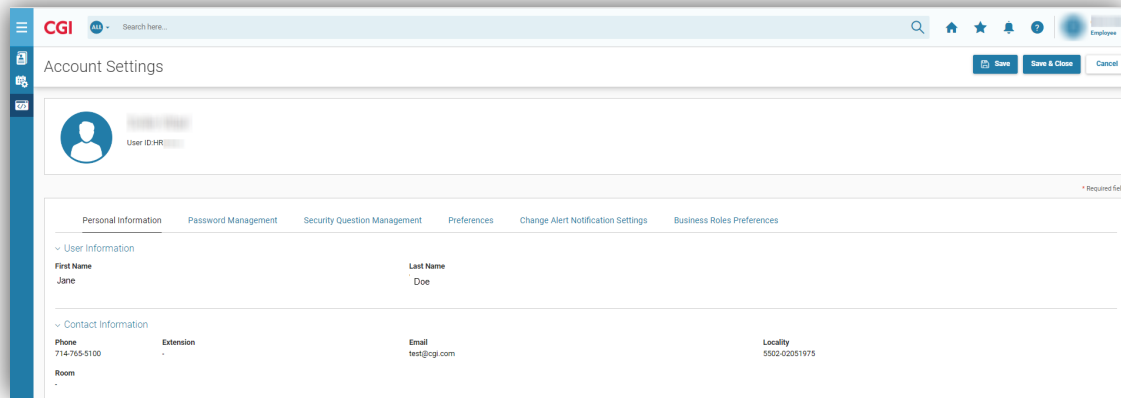 CGI ALL Search here... ?
Employee
Account Settings Save Save & Close Cancel
User ID:HR
* Required fiel
Personal Information Password Management Security Question Management Preferences Change Alert Notification Settings Business Roles Preferences
User Information
First Name Last Name
Jane Doe
Contact Information
Phone Extension Email Locality
714-765-5100 - test@cgi.com 5502-02051975
Room
-